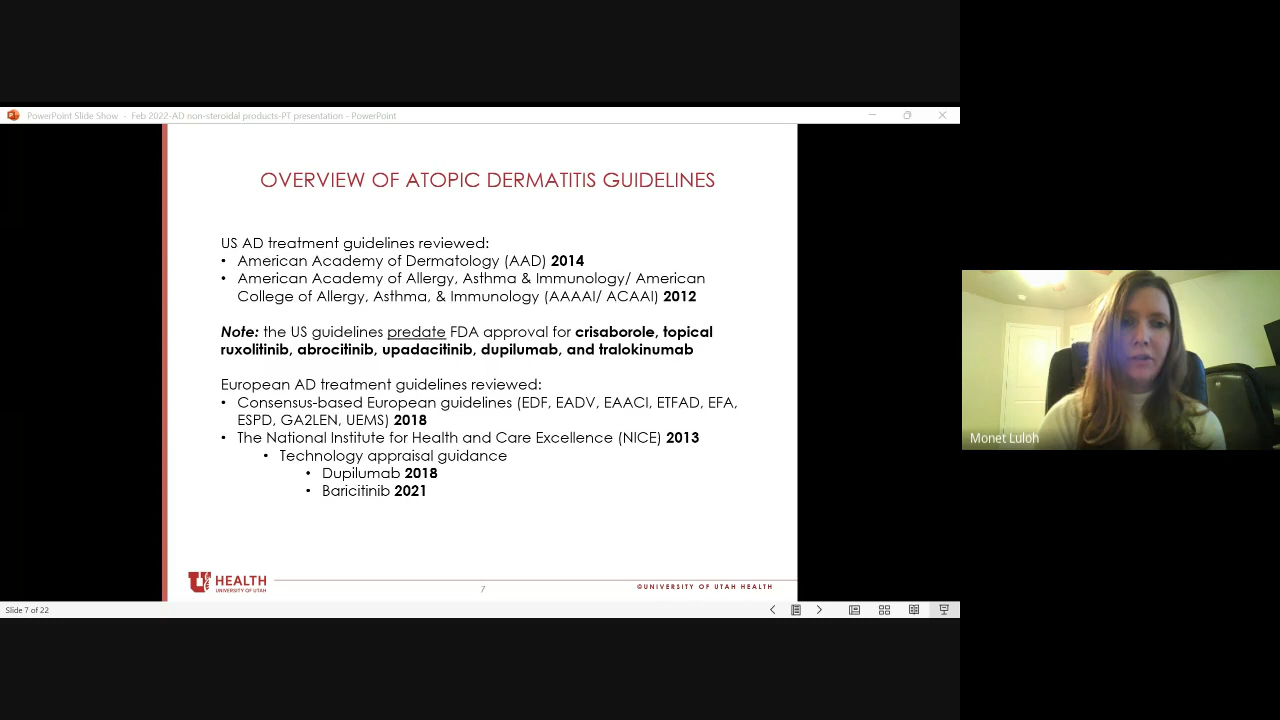 PowerPoint Slide Show - Feb 2022-AD non-steroidal products-PT presentation - PowerPoint
OVERVIEW OF ATOPIC DERMATITIS GUIDELINES
US AD treatment guidelines reviewed:
• American Academy of Dermatology (AAD) 2014
• American Academy of Allergy, Asthma & Immunology/ American
College of Allergy, Asthma, & Immunology (AAAAI/ ACAAI) 2012
Note: the US guidelines predate FDA approval for crisaborole, topical
ruxolitinib, abrocitinib, upadacitinib, dupilumab, and tralokinumab
European AD treatment guidelines reviewed:
• Consensus-based European guidelines (EDF, EADV, EAACI, ETFAD, EFA,
ESPD, GA2LEN, UEMS) 2018
• The National Institute for Health and Care Excellence (NICE) 2013
• Technology appraisal guidance
• Dupilumab 2018
• Baricitinib 2021
U HEALTH
UNIVERSITY OF UTAH
7
©UNIVERSITY OF UTAH HEALTH
Slide 7 of 22
Monet Luloh